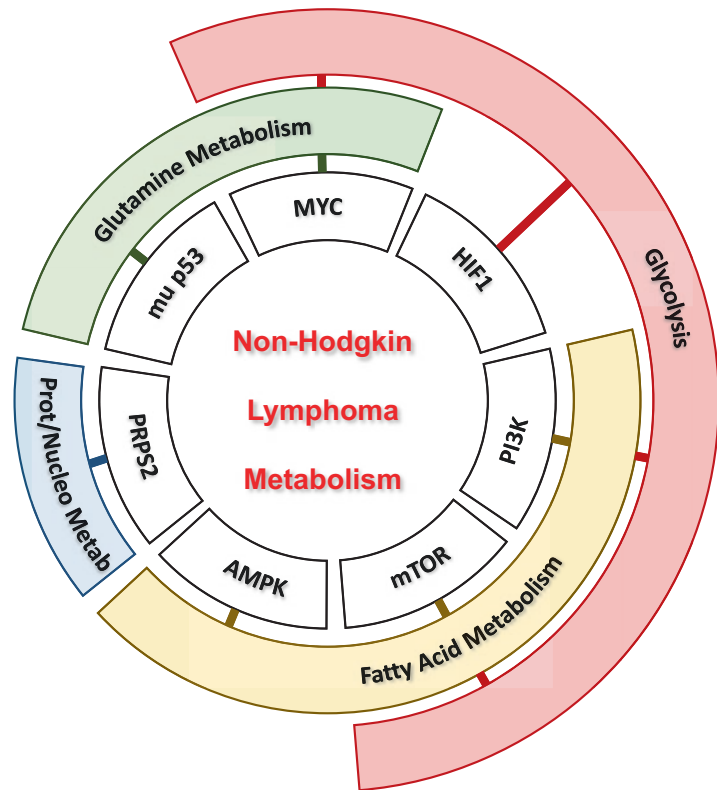 Glutamine Metabolism
MYC
mu p53
HIF1
Glycolysis
Non-Hodgkin
Lymphoma
Metabolism
Prot/Nucleo Metab
PRPS2
PI3K
AMPK
mTOR
Fatty Acid Metabolism